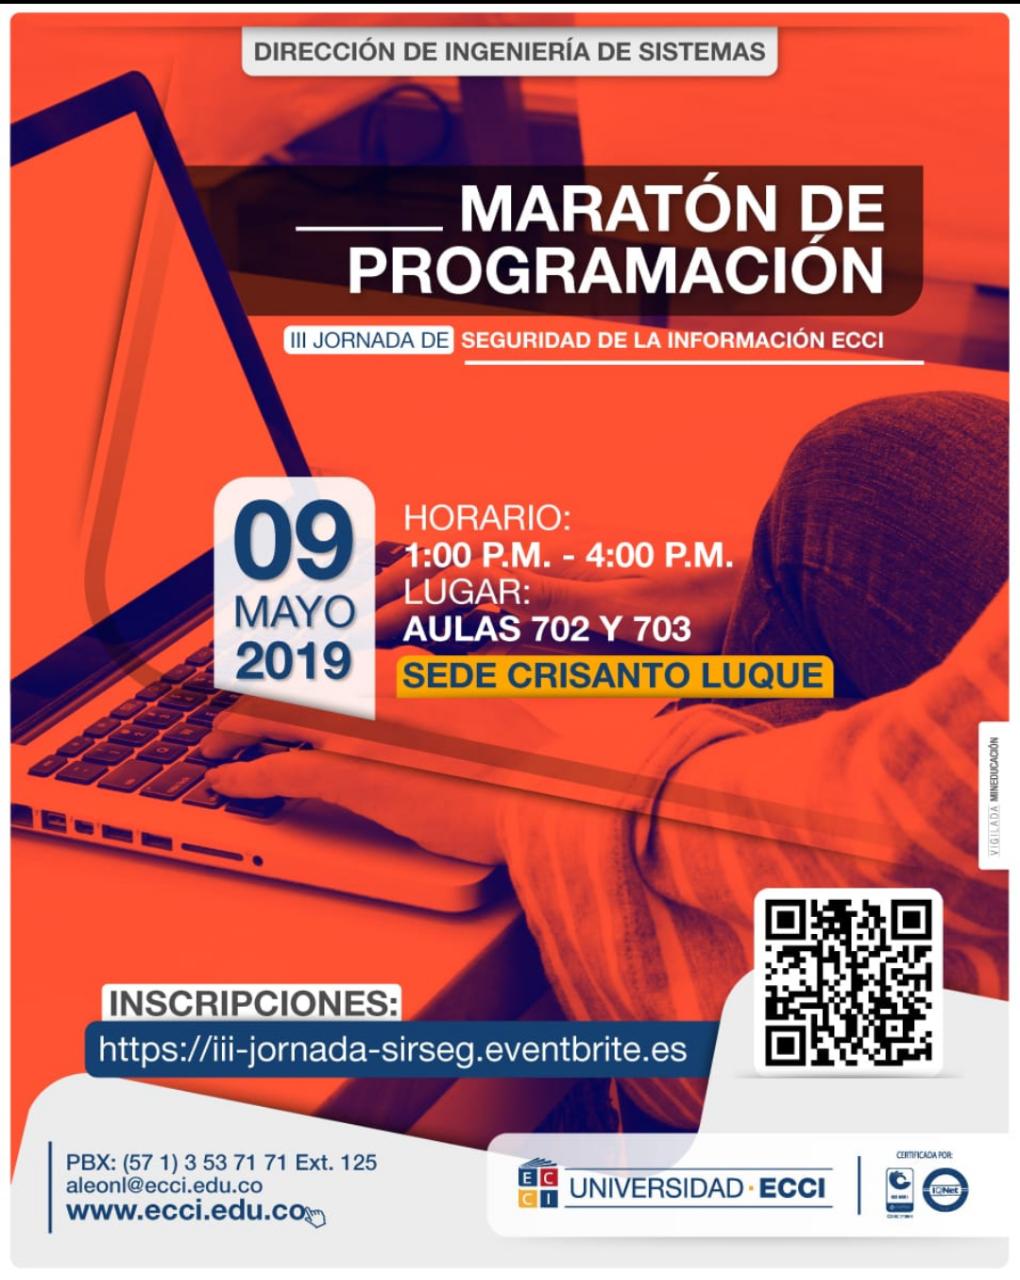 DIRECCIÓN DE INGENIERÍA DE SISTEMAS
MARATÓN DE
PROGRAMACIÓN
III JORNADA DE SEGURIDAD DE LA INFORMACIÓN ECCI
09
MAYO
2019
HORARIO:
1:00 P.M. - 4:00 P.M.
LUGAR:
AULAS 702 Y 703
SEDE CRISANTO LUQUE
VIGILADA MINEDUCACIÓN
INSCRIPCIONES:
https://iii-jornada-sirseg.eventbrite.es
PBX: (57 1) 3 53 71 71 Ext. 125
aleonl@ecci.edu.co
www.ecci.edu.co
E C
C I
UNIVERSIDAD · ECCI
CERTIFICADA POR:
IQNet